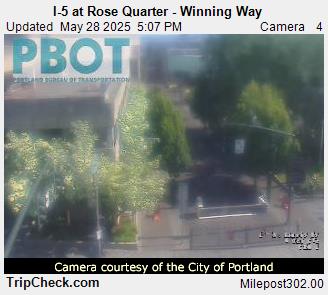 I-5 at Rose Quarter - Winning Way
Updated May 28 2025 5:07 PM Camera 4
PBOT
PORTLAND BUREAU OF TRANSPORTATION
Camera courtesy of the City of Portland
TripCheck.com Milepost302.00